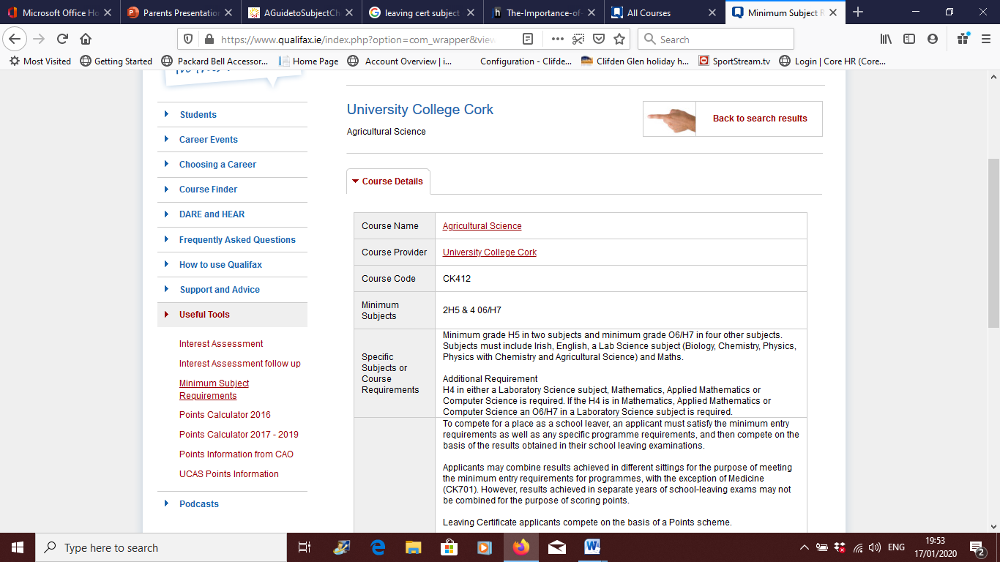 Microsoft Office Ho
Parents Presentation
AGuidetoSubjectCh
leaving cert subject
The-Importance-of-
All Courses
Minimum Subject R
https://www.qualifax.ie/index.php?option=com_wrapper&view
Search
Most Visited
Getting Started
Packard Bell Accessor...
Home Page
Account Overview | i...
Configuration - Clifde...
Clifden Glen holiday h...
SportStream.tv
Login | Core HR (Core...
Students
Career Events
Choosing a Career
Course Finder
DARE and HEAR
Frequently Asked Questions
How to use Qualifax
Support and Advice
Useful Tools
Interest Assessment
Interest Assessment follow up
Minimum Subject
Requirements
Points Calculator 2016
Points Calculator 2017 - 2019
Points Information from CAO
UCAS Points Information
Podcasts
University College Cork
Agricultural Science
Back to search results
Course Details
Course Name
Agricultural Science
Course Provider
University College Cork
Course Code
CK412
Minimum
Subjects
2H5 & 4 06/H7
Specific
Subjects or
Course
Requirements
Minimum grade H5 in two subjects and minimum grade O6/H7 in four other subjects.
Subjects must include Irish, English, a Lab Science subject (Biology, Chemistry, Physics,
Physics with Chemistry and Agricultural Science) and Maths.
Additional Requirement
H4 in either a Laboratory Science subject, Mathematics, Applied Mathematics or
Computer Science is required. If the H4 is in Mathematics, Applied Mathematics or
Computer Science an O6/H7 in a Laboratory Science subject is required.
To compete for a place as a school leaver, an applicant must satisfy the minimum entry
requirements as well as any specific programme requirements, and then compete on the
basis of the results obtained in their school leaving examinations.
Applicants may combine results achieved in different sittings for the purpose of meeting
the minimum entry requirements for programmes, with the exception of Medicine
(CK701). However, results achieved in separate years of school-leaving exams may not
be combined for the purpose of scoring points.
Leaving Certificate applicants compete on the basis of a Points scheme.
Type here to search
ENG
19:53
17/01/2020
2